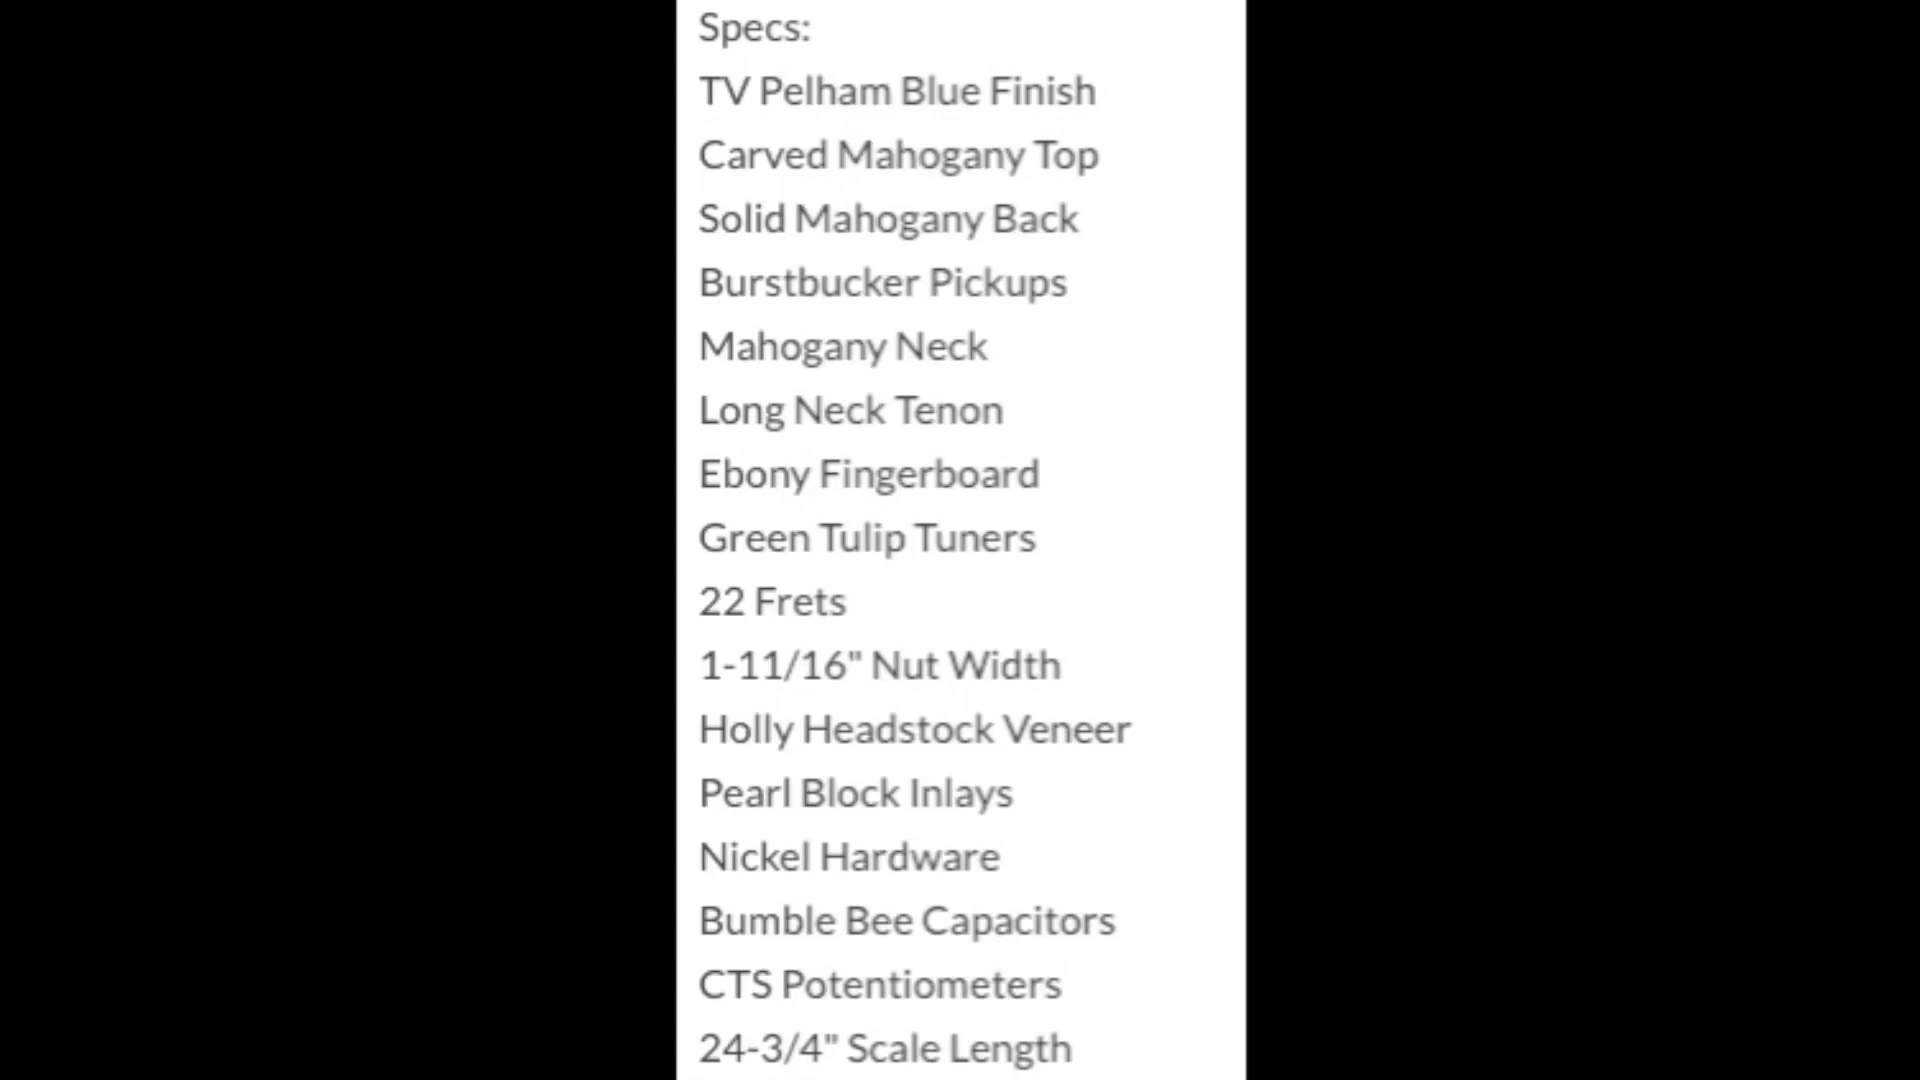 Specs:
TV Pelham Blue Finish
Carved Mahogany Top
Solid Mahogany Back
Burstbucker Pickups
Mahogany Neck
Long Neck Tenon
Ebony Fingerboard
Green Tulip Tuners
22 Frets
1-11/16" Nut Width
Holly Headstock Veneer
Pearl Block Inlays
Nickel Hardware
Bumble Bee Capacitors
CTS Potentiometers
24-3/4" Scale Length